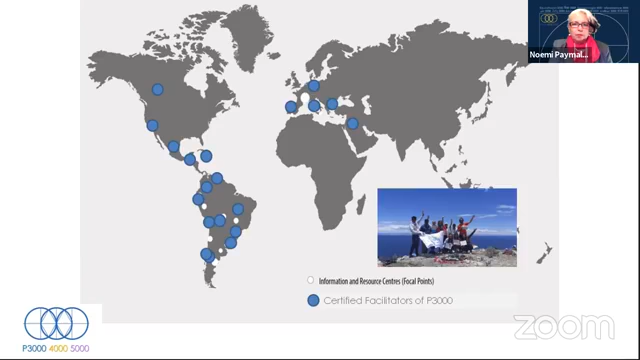 Noemi Paymal...
Information and Resource Centres (Focal Points)
Certified Facilitators of P3000
P3000 4000 5000
zoom